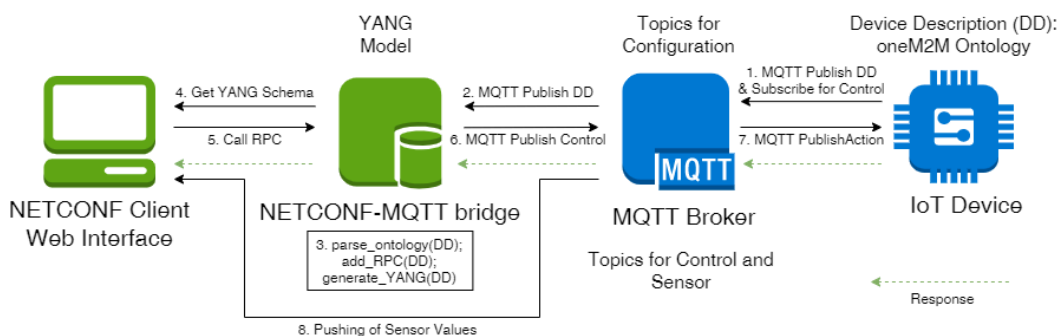 YANG
Model
Topics for
Configuration
Device Description (DD):
oneM2M Ontology
4. Get YANG Schema
5. Call RPC
2. MQTT Publish DD
6. MQTT Publish Control
1. MQTT Publish DD
& Subscribe for Control
7. MQTT PublishAction
MQTT
NETCONF Client
Web Interface
NETCONF-MQTT bridge
MQTT Broker
IoT Device
3. parse_ontology(DD);
add_RPC(DD);
generate_YANG(DD)
Topics for Control and
Sensor
Response
8. Pushing of Sensor Values